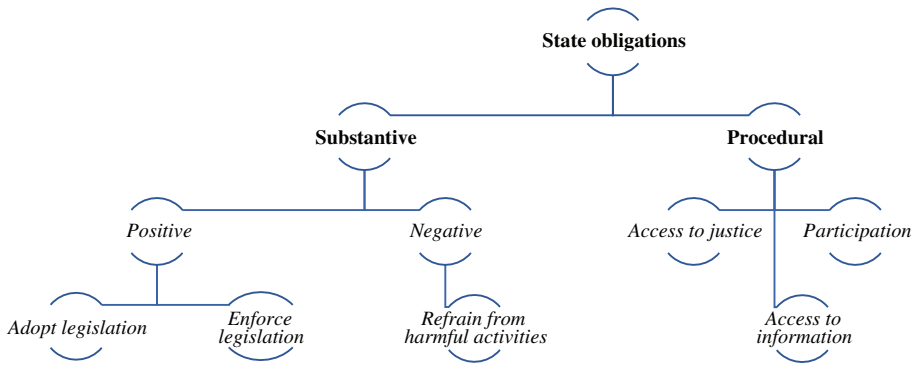 State obligations
Substantive
Procedural
Positive
Negative
Access to justice
Participation
Adopt legislation
Enforce
legislation
Refrain from
harmful activities
Access to
information